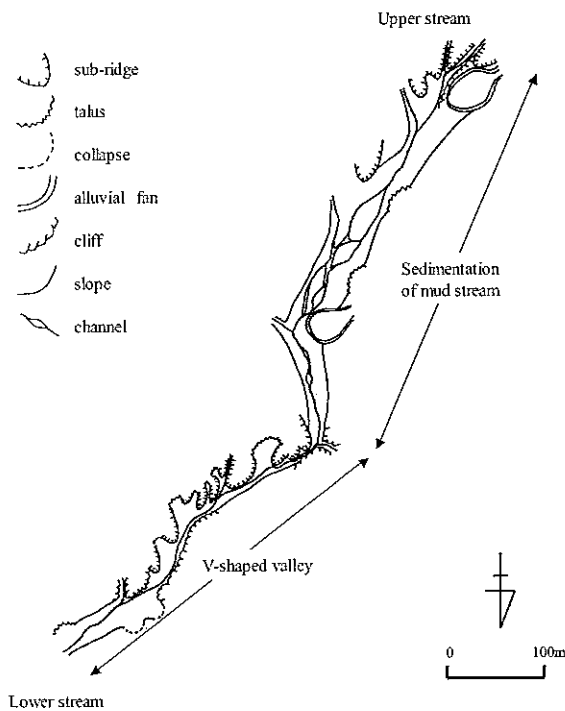 Upper stream
sub-ridge
talus
collapse
alluvial fan
cliff
slope
channel
Sedimentation
of mud stream
V-shaped valley
0 100m
Lower stream